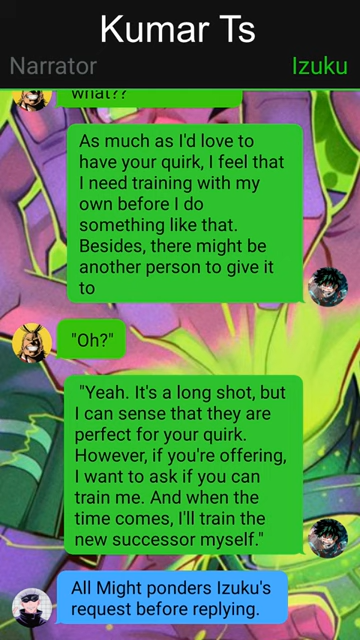 Kumar Ts
Narrator
Izuku
what??
As much as I'd love to
have your quirk, I feel that
I need training with my
own before I do
something like that.
Besides, there might be
another person to give it
to
"Oh?"
"Yeah. It's a long shot, but
I can sense that they are
perfect for your quirk.
However, if you're offering,
I want to ask if you can
train me. And when the
time comes, I'll train the
new successor myself."
All Might ponders Izuku's
request before replying.